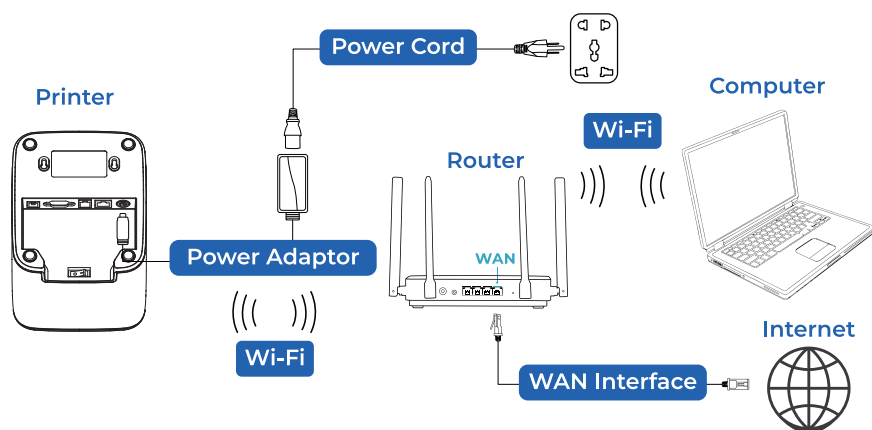 Power Cord
Printer
Computer
Wi-Fi
Router
Power Adaptor
WAN
Wi-Fi
Internet
WAN Interface